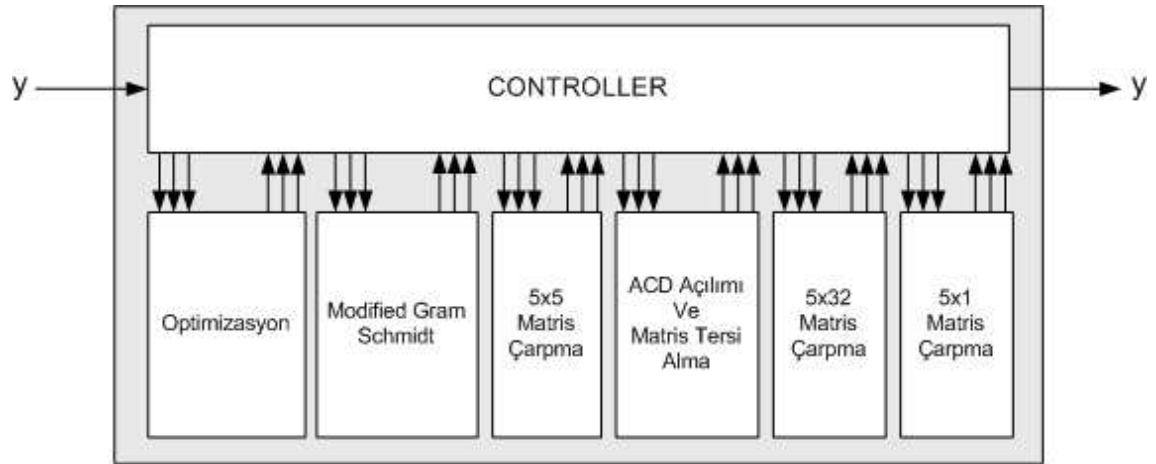 y
CONTROLLER
y
Optimizasyon
Modified Gram
Schmidt
5x5
Matris
Çarpma
ACD Açılımı
Ve
Matris Tersi
Alma
5x32
Matris
Çarpma
5x1
Matris
Çarpma